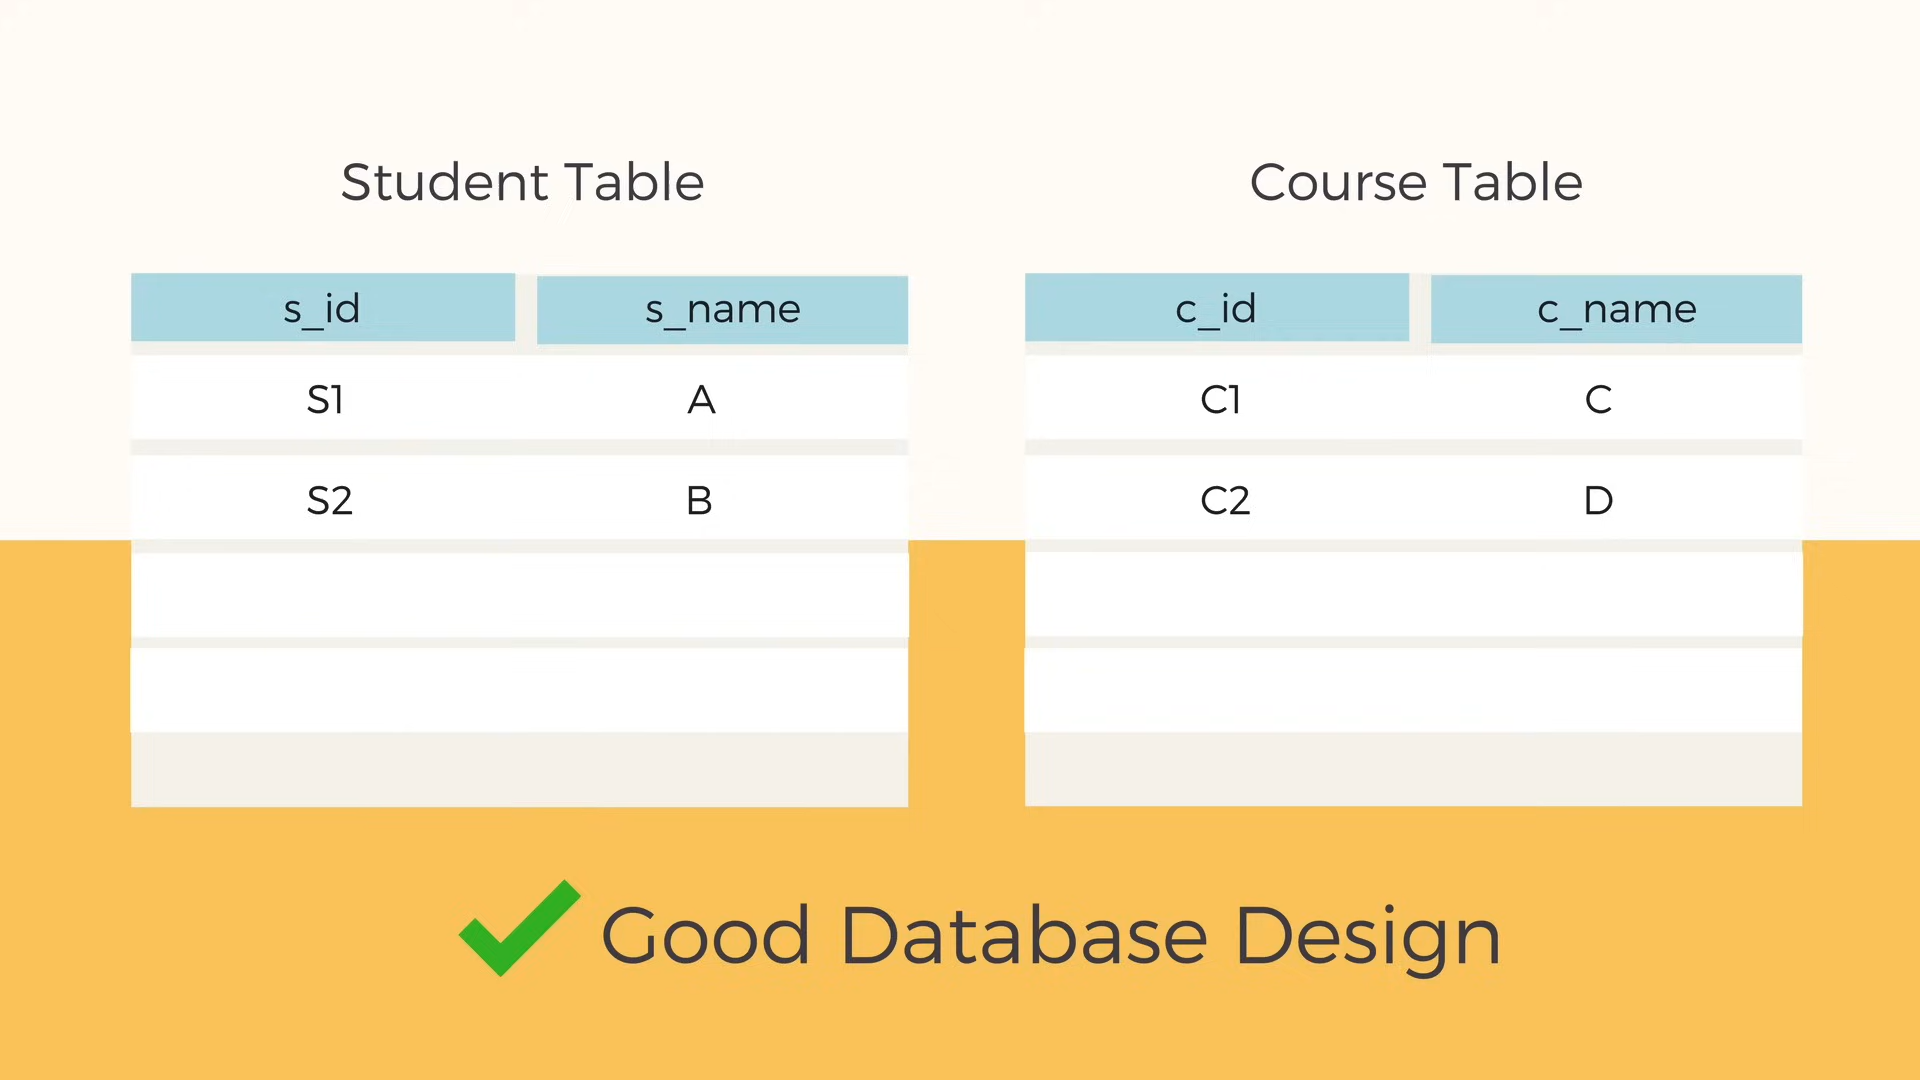 Student Table
s_id s_name
S1 A
S2 B
Course Table
c_id c_name
C1 C
C2 D
Good Database Design